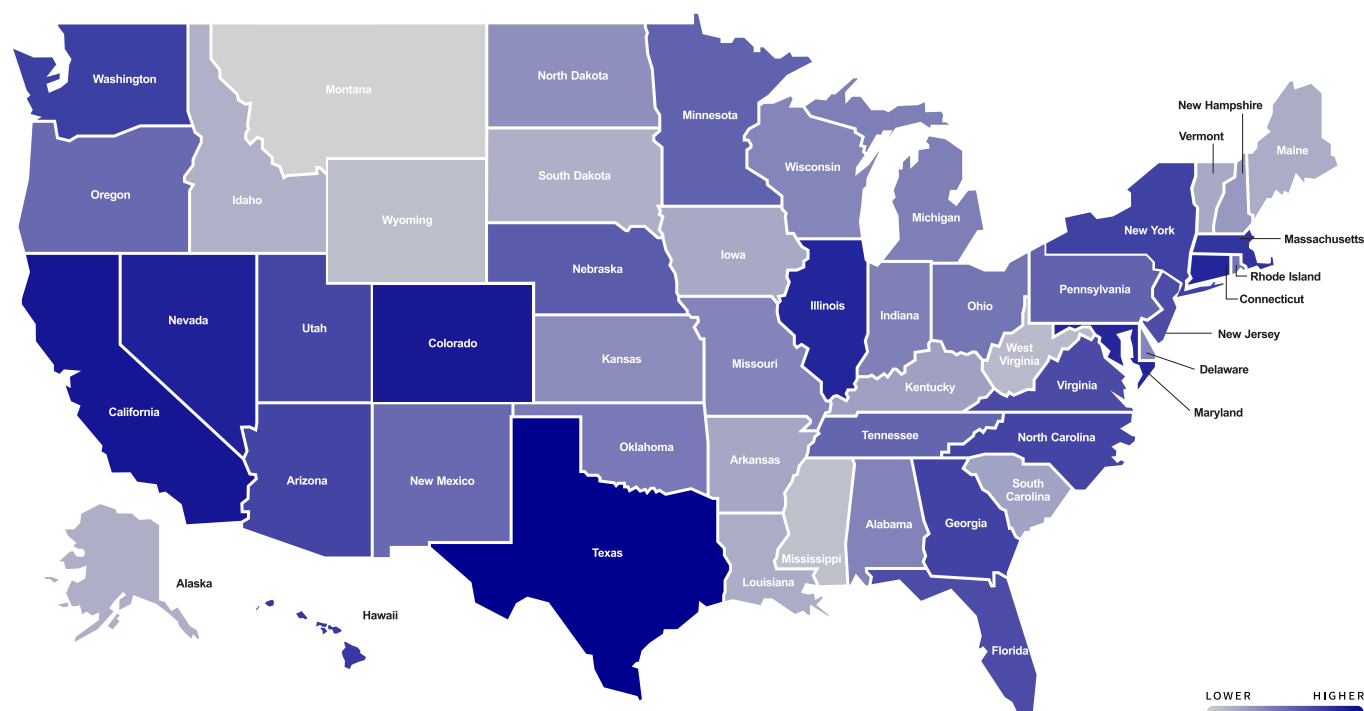 Washington
Montana
North Dakota
Minnesota
New Hampshire
Vermont
Maine
Oregon
Idaho
South Dakota
Wisconsin
Michigan
Wyoming
New York
Massachusetts
Rhode Island
Connecticut
Nebraska
Iowa
Pennsylvania
Nevada
Utah
Colorado
Illinois
Indiana
Ohio
New Jersey
Delaware
Maryland
Kansas
Missouri
West
Virginia
Kentucky
Virginia
California
Tennessee
North Carolina
Arizona
New Mexico
Oklahoma
Arkansas
South
Carolina
Alabama
Georgia
Texas
Mississippi
Louisiana
Alaska
Hawaii
Florida
LOWER HIGHER